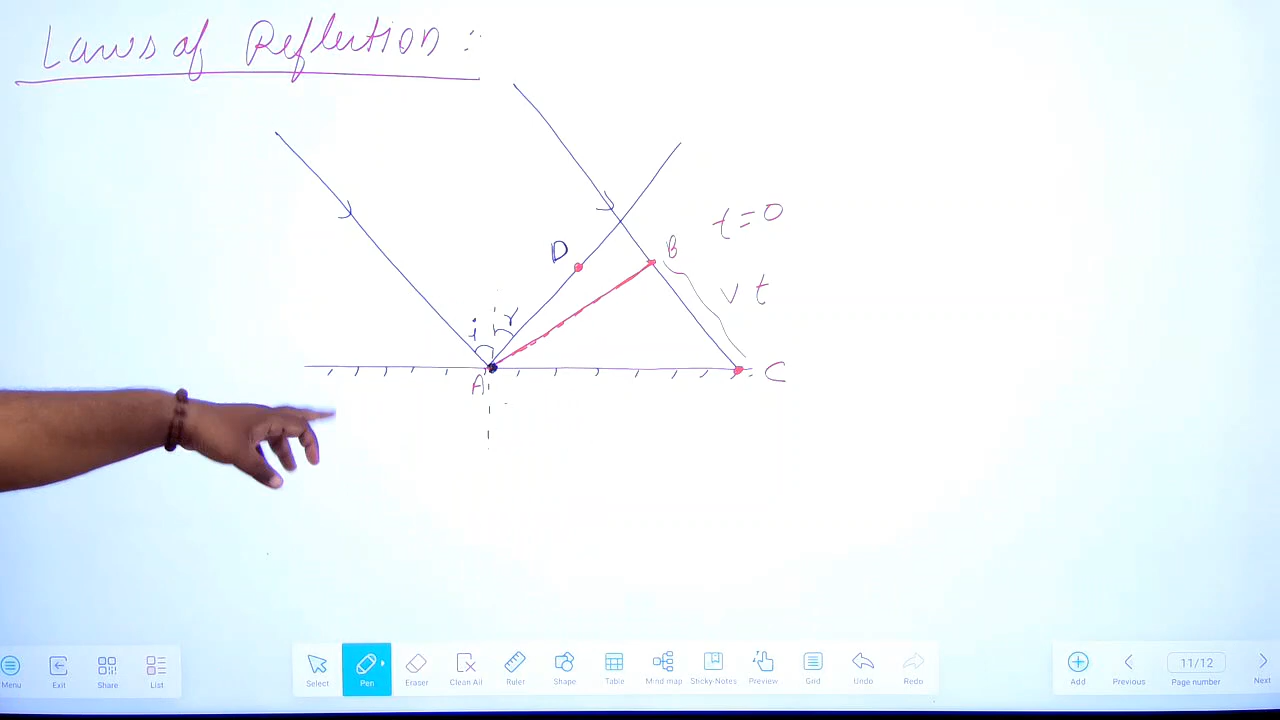 Laws of Reflection :
t=0
B
D
v t
i r
A
C
Menu
Exit
Share
List
Select
Pen
Eraser
Clean All
Ruler
Shape
Table
Mind map
Sticky-Notes
Preview
Grid
Undo
Redo
Add
Previous
11/12
Page number
Next